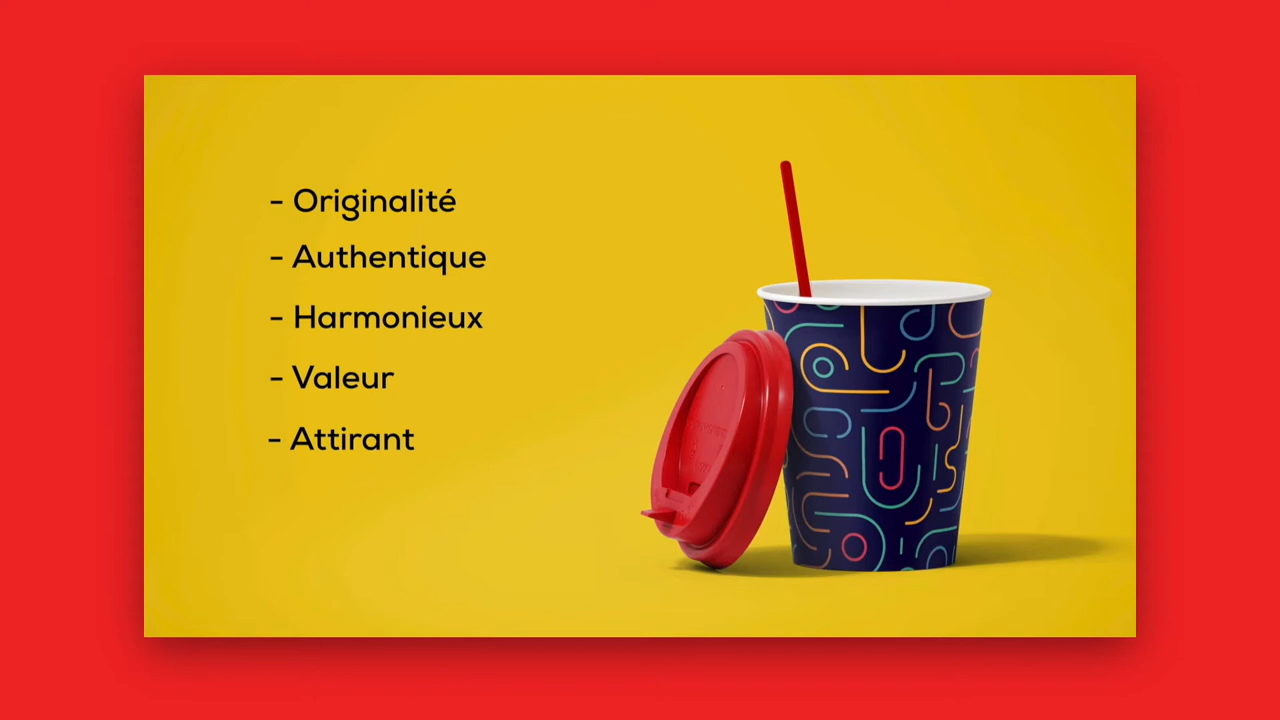 - Originalité
- Authentique
- Harmonieux
- Valeur
- Attirant